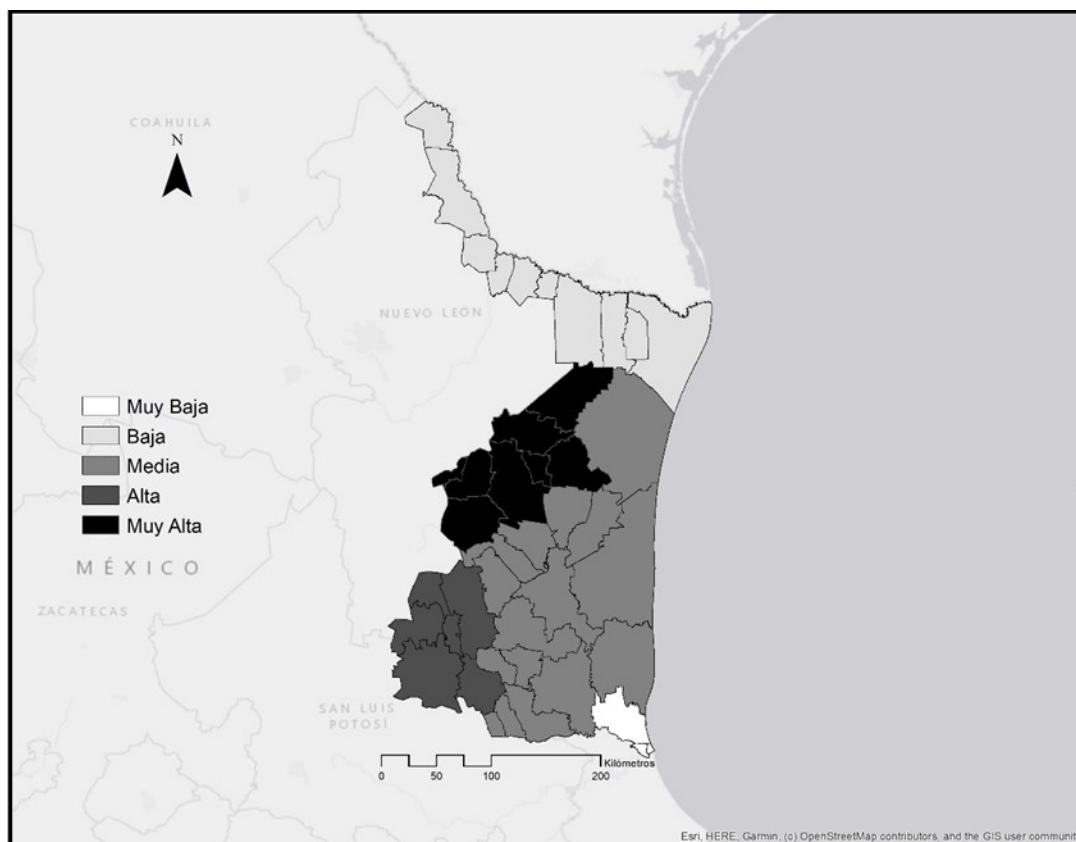 COAHUILA
N
NUEVO LEÓN
Muy Baja
Baja
Media
Alta
Muy Alta
MÉXICO
ZACATECAS
SAN LUIS
POTOSÍ
Kilómetros
0 50 100 200
Esri, HERE, Garmin, (c) OpenStreetMap contributors, and the GIS user communit